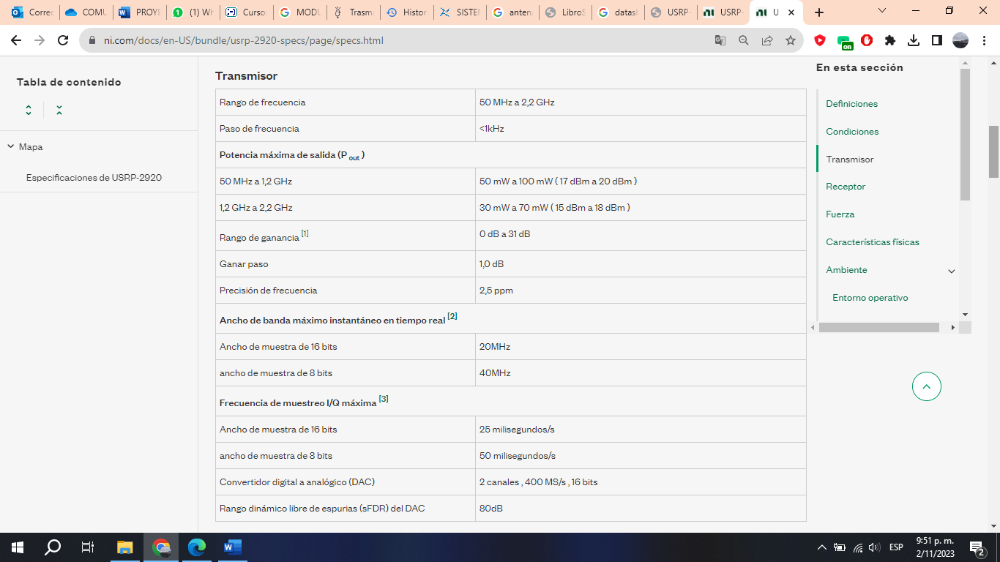 Correo
COMU
PROYE
(1) Wh
Curso:
MODU
Trasm
Histor
SISTEM
anten
LibroS
datash
USRP-
USRP-
U
ni.com/docs/en-US/bundle/usrp-2920-specs/page/specs.html
on
Tabla de contenido
Mapa
Especificaciones de USRP-2920
Transmisor
Rango de frecuencia 50 MHz a 2,2 GHz
Paso de frecuencia <1kHz
Potencia máxima de salida (P out )
50 MHz a 1,2 GHz 50 mW a 100 mW ( 17 dBm a 20 dBm )
1,2 GHz a 2,2 GHz 30 mW a 70 mW ( 15 dBm a 18 dBm )
Rango de ganancia [1] 0 dB a 31 dB
Ganar paso 1,0 dB
Precisión de frecuencia 2,5 ppm
Ancho de banda máximo instantáneo en tiempo real [2]
Ancho de muestra de 16 bits 20MHz
ancho de muestra de 8 bits 40MHz
Frecuencia de muestreo I/Q máxima [3]
Ancho de muestra de 16 bits 25 milisegundos/s
ancho de muestra de 8 bits 50 milisegundos/s
Convertidor digital a analógico (DAC) 2 canales , 400 MS/s , 16 bits
Rango dinámico libre de espurias (sFDR) del DAC 80dB
En esta sección
Definiciones
Condiciones
Transmisor
Receptor
Fuerza
Características físicas
Ambiente
Entorno operativo
ESP
9:51 p. m.
2/11/2023
2